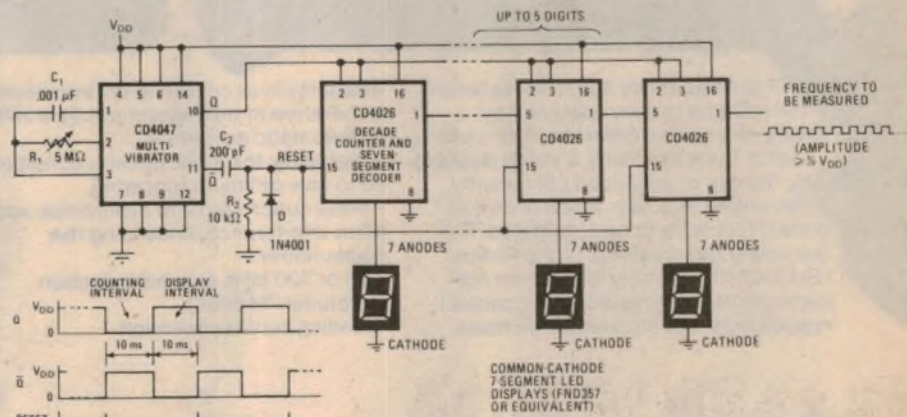 UP TO 5 DIGITS
VDD
C1
.001 µF
4 5 6 14
1
2
3
R1 5 MΩ
CD4047
MULTI-
VIBRATOR
10
Q
11
Q̄
7 8 9 12
C2
200 pF
RESET
R2
10 kΩ
D
1N4001
2 3 16
CD4026
DECADE
COUNTER AND
SEVEN-
SEGMENT
DECODER
1
15
8
7 ANODES
CATHODE
2 3 16
5
CD4026
1
15
8
7 ANODES
CATHODE
2 3 16
5
CD4026
1
15
8
7 ANODES
CATHODE
FREQUENCY TO
BE MEASURED
(AMPLITUDE
> ½ VDD)
COMMON-CATHODE
7-SEGMENT LED
DISPLAYS (FND357
OR EQUIVALENT)
COUNTING
INTERVAL
DISPLAY
INTERVAL
Q
VDD
0
10 ms
10 ms
Q̄
VDD
0
RESET